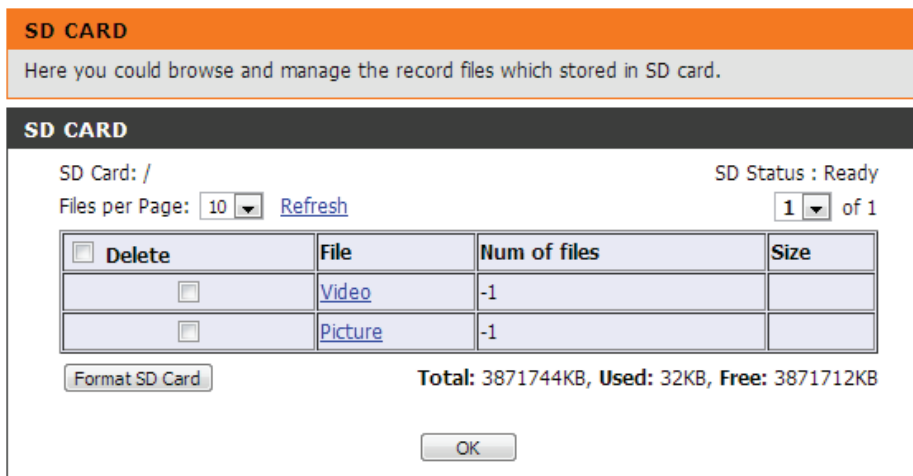 SD CARD
Here you could browse and manage the record files which stored in SD card.
SD CARD
SD Card: / SD Status : Ready
Files per Page: 10 Refresh 1 of 1
Delete File Num of files Size
Video -1
Picture -1
Format SD Card Total: 3871744KB, Used: 32KB, Free: 3871712KB
OK